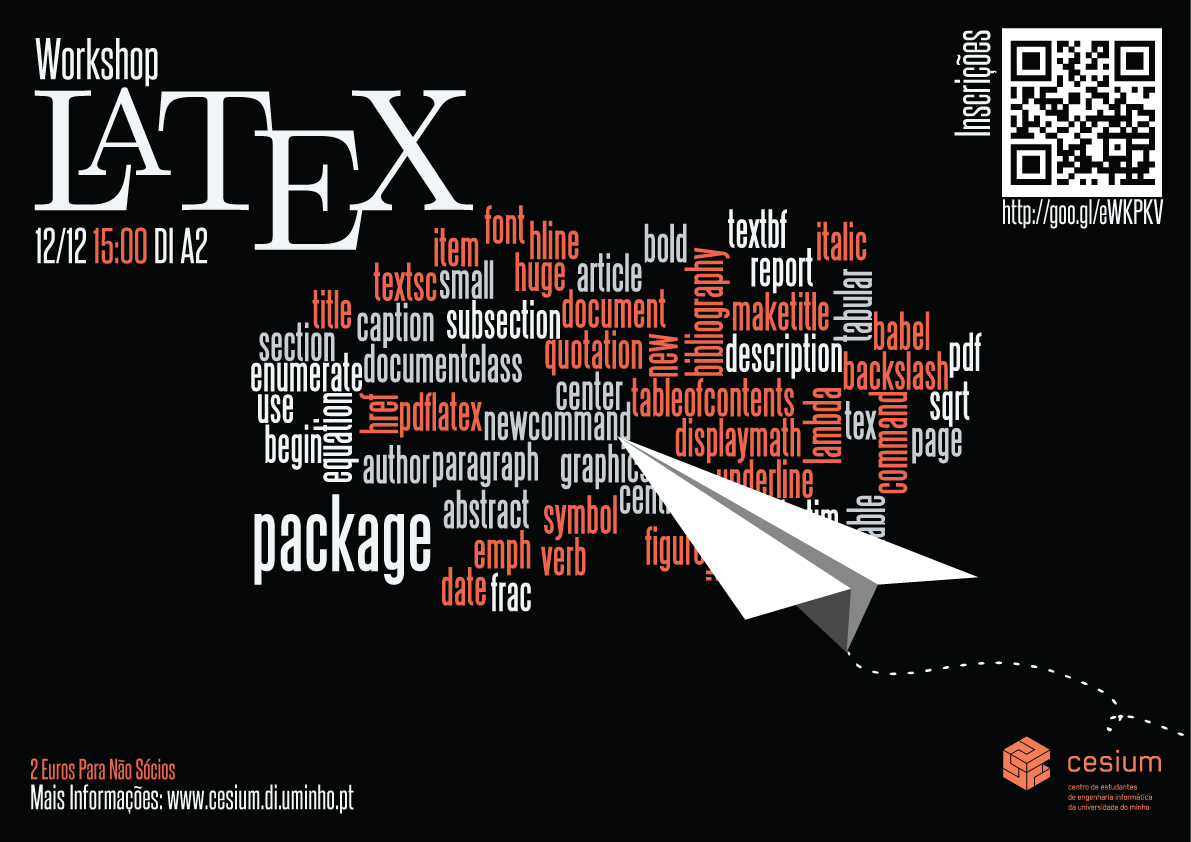 Workshop
LATEX
12/12 15:00 DI A2
Inscrições
http://goo.gl/eWKPKV
font
hline
item
bold
textbf
italic
textsc
small
huge
article
report
bibliography
tabular
title
caption
subsection
document
maketitle
babel
section
documentclass
quotation
new
description
pdf
enumerate
backslash
use
equation
href
pdflatex
center
tableofcontents
lambda
tex
command
sqrt
begin
newcommand
displaymath
page
author
paragraph
underline
package
abstract
symbol
emph
verb
date
frac
2 Euros Para Não Sócios
Mais Informações: www.cesium.di.uminho.pt
cesium
centro de estudantes
de engenharia informática
da universidade do minho